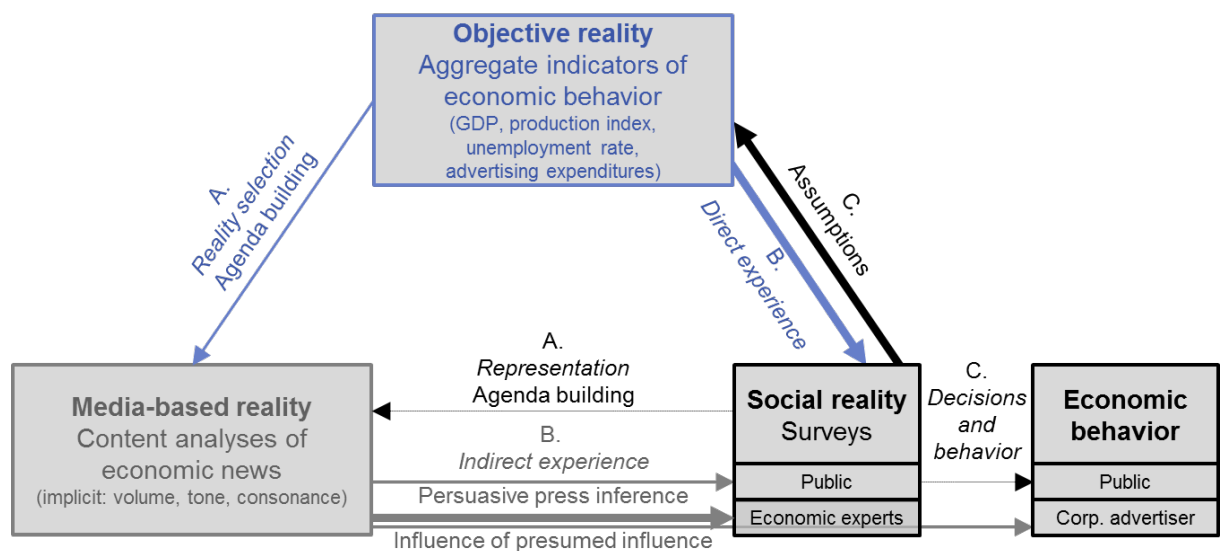 Objective reality
Aggregate indicators of
economic behavior
(GDP, production index,
unemployment rate,
advertising expenditures)
A.
Reality selection
Agenda building
B.
Direct experience
C.
Assumptions
Media-based reality
Content analyses of
economic news
(implicit: volume, tone, consonance)
A.
Representation
Agenda building
B.
Indirect experience
Persuasive press inference
Influence of presumed influence
Social reality
Surveys
Public
Economic experts
C.
Decisions
and
behavior
Economic
behavior
Public
Corp. advertiser